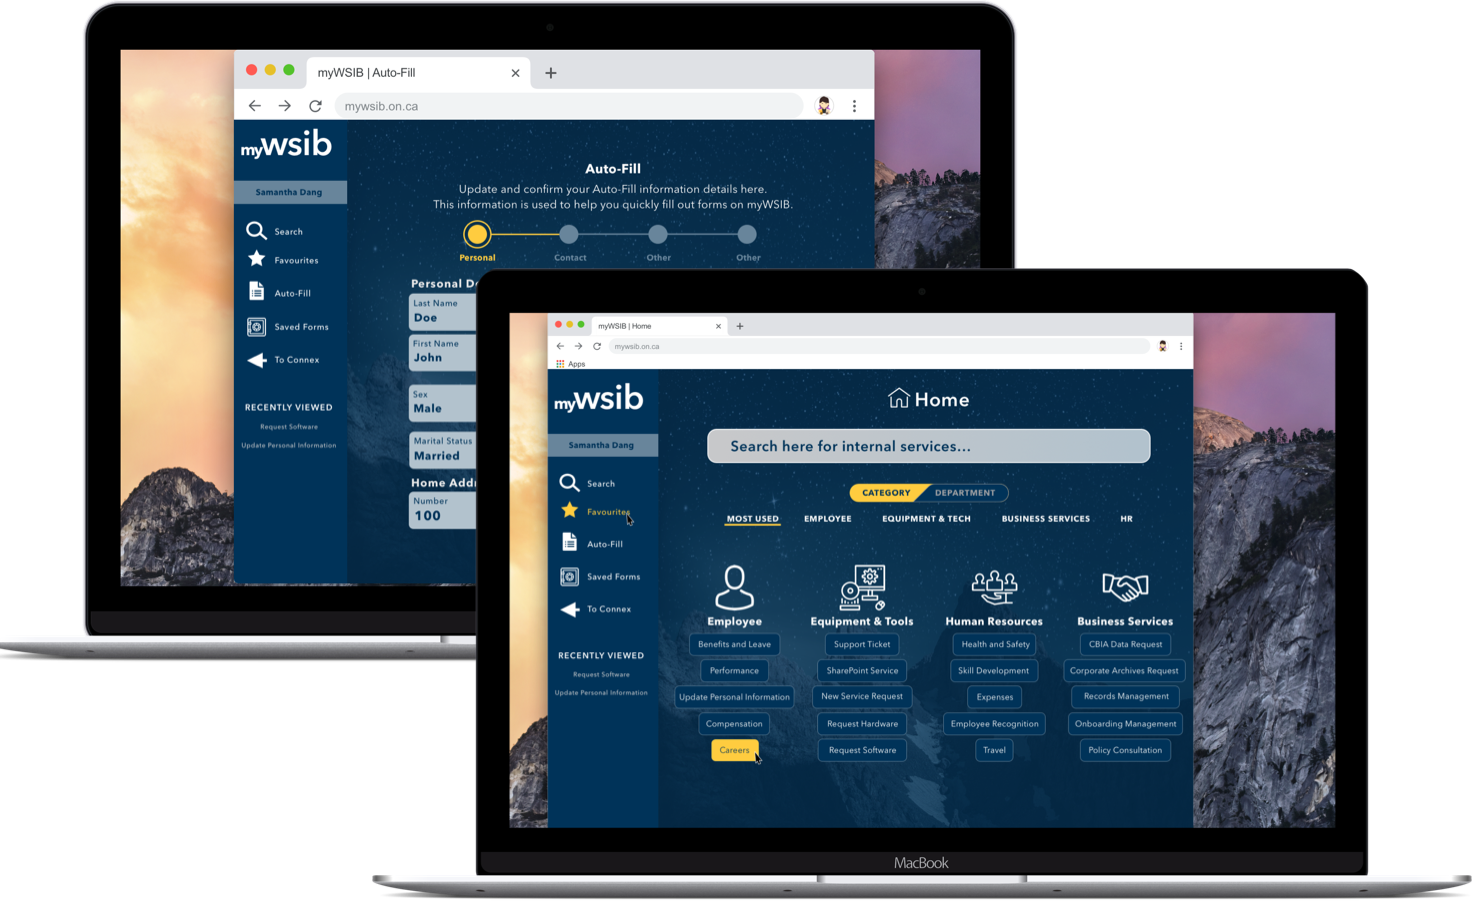 myWSIB | Auto-Fill
mywsib.on.ca
mywsib
Samantha Dang
Search
Favourites
Auto-Fill
Saved Forms
To Connex
RECENTLY VIEWED
Request Software
Update Personal Information
Auto-Fill
Update and confirm your Auto-Fill information details here.
This information is used to help you quickly fill out forms on myWSIB.
Personal Contact Other Other
Personal
Last Name
Doe
First Name
John
Sex
Male
Marital Status
Married
Home
Number
100
myWSIB | Home
mywsib.on.ca
Apps
mywsib
Samantha Dang
Search
Favourites
Auto-Fill
Saved Forms
To Connex
RECENTLY VIEWED
Request Software
Update Personal Information
Home
Search here for internal services...
CATEGORY DEPARTMENT
MOST USED EMPLOYEE EQUIPMENT & TECH BUSINESS SERVICES HR
Employee
Benefits and Leave
Performance
Update Personal Information
Compensation
Careers
Equipment & Tools
Support Ticket
SharePoint Service
New Service Request
Request Hardware
Request Software
Human Resources
Health and Safety
Skill Development
Expenses
Employee Recognition
Travel
Business Services
CBIA Data Request
Corporate Archives Request
Records Management
Onboarding Management
Policy Consultation
MacBook